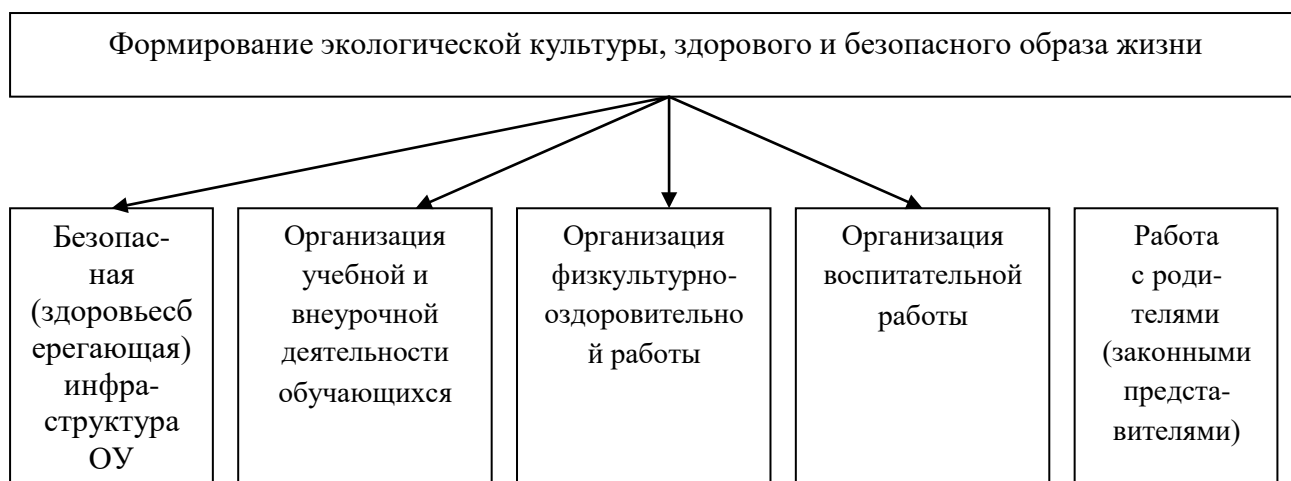 Формирование экологической культуры, здорового и безопасного образа жизни
Безопас-
ная
(здоровьесб
ерегающая)
инфра-
структура
ОУ
Организация
учебной и
внеурочной
деятельности
обучающихся
Организация
физкультурно-
оздоровительно
й работы
Организация
воспитательной
работы
Работа
с роди-
телями
(законными
предста-
вителями)